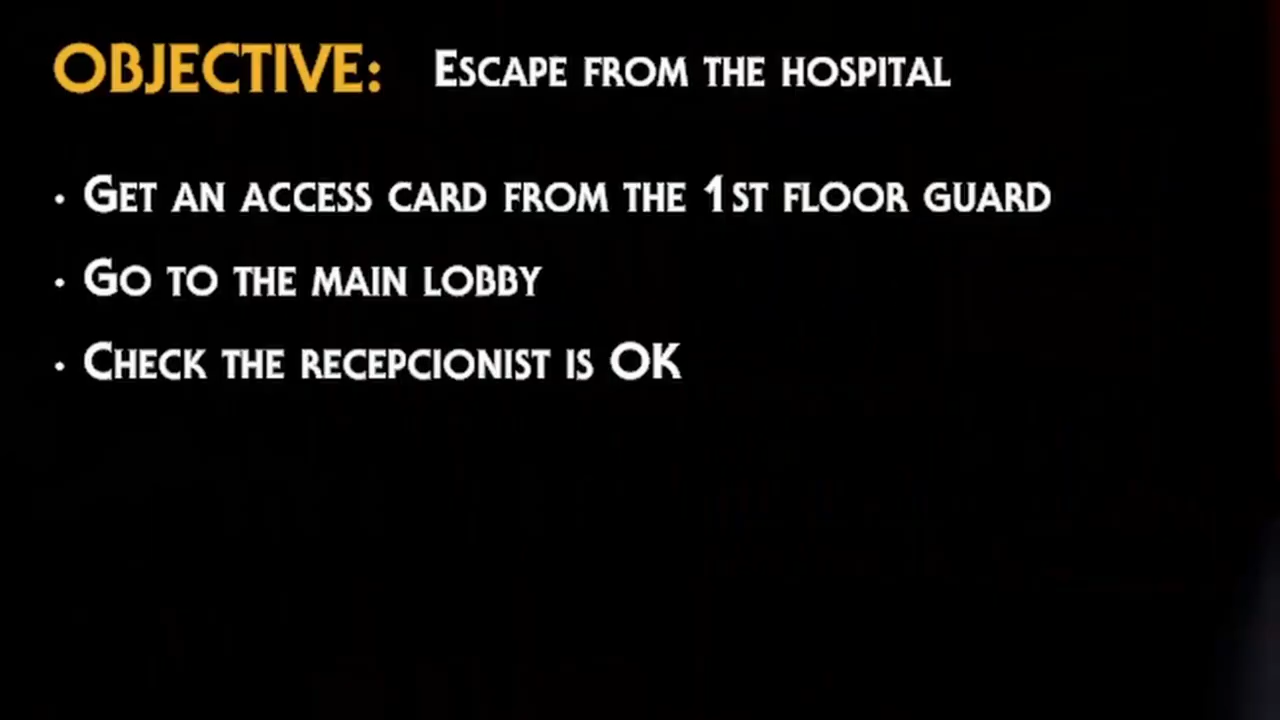 OBJECTIVE: Escape from the hospital
· Get an access card from the 1st floor guard
· Go to the main lobby
· Check the recepcionist is OK